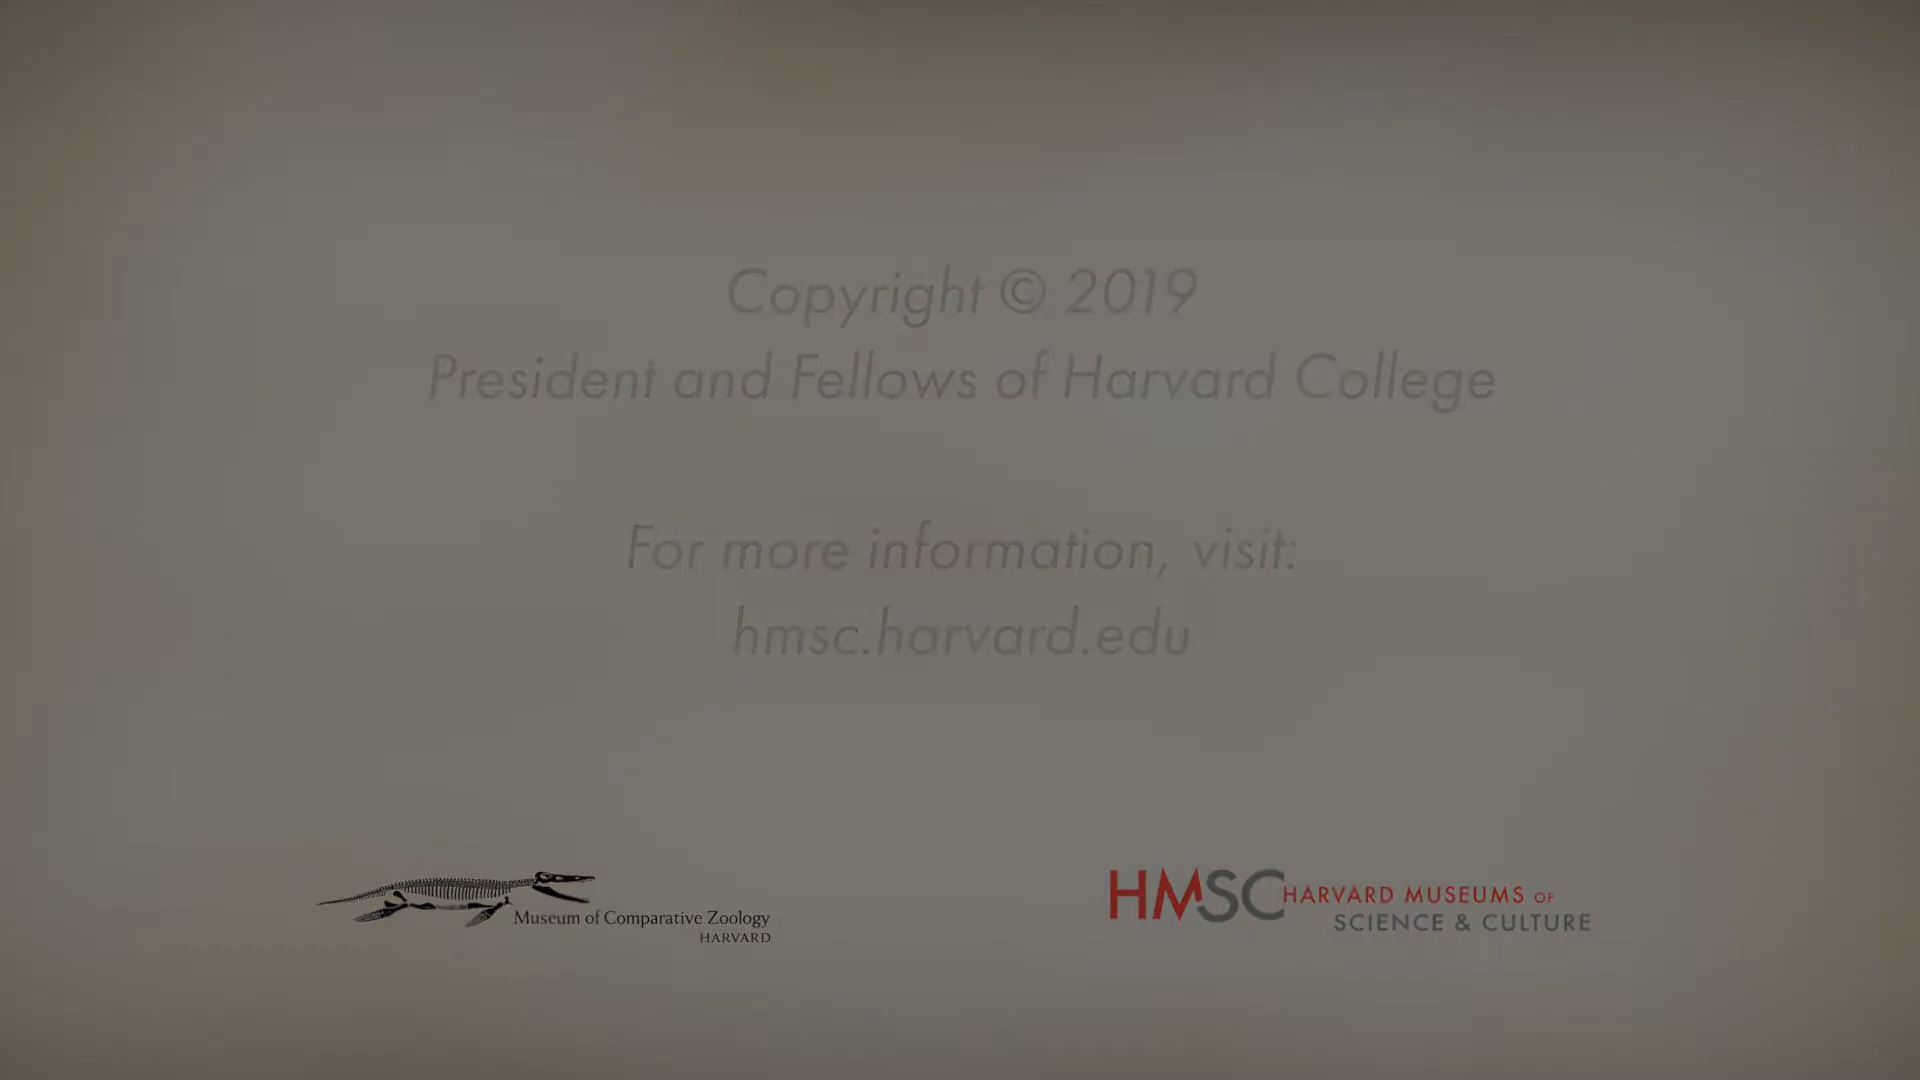 Copyright © 2019
President and Fellows of Harvard College
For more information, visit:
hmsc.harvard.edu
Museum of Comparative Zoology
HARVARD
HMSC HARVARD MUSEUMS OF
SCIENCE & CULTURE